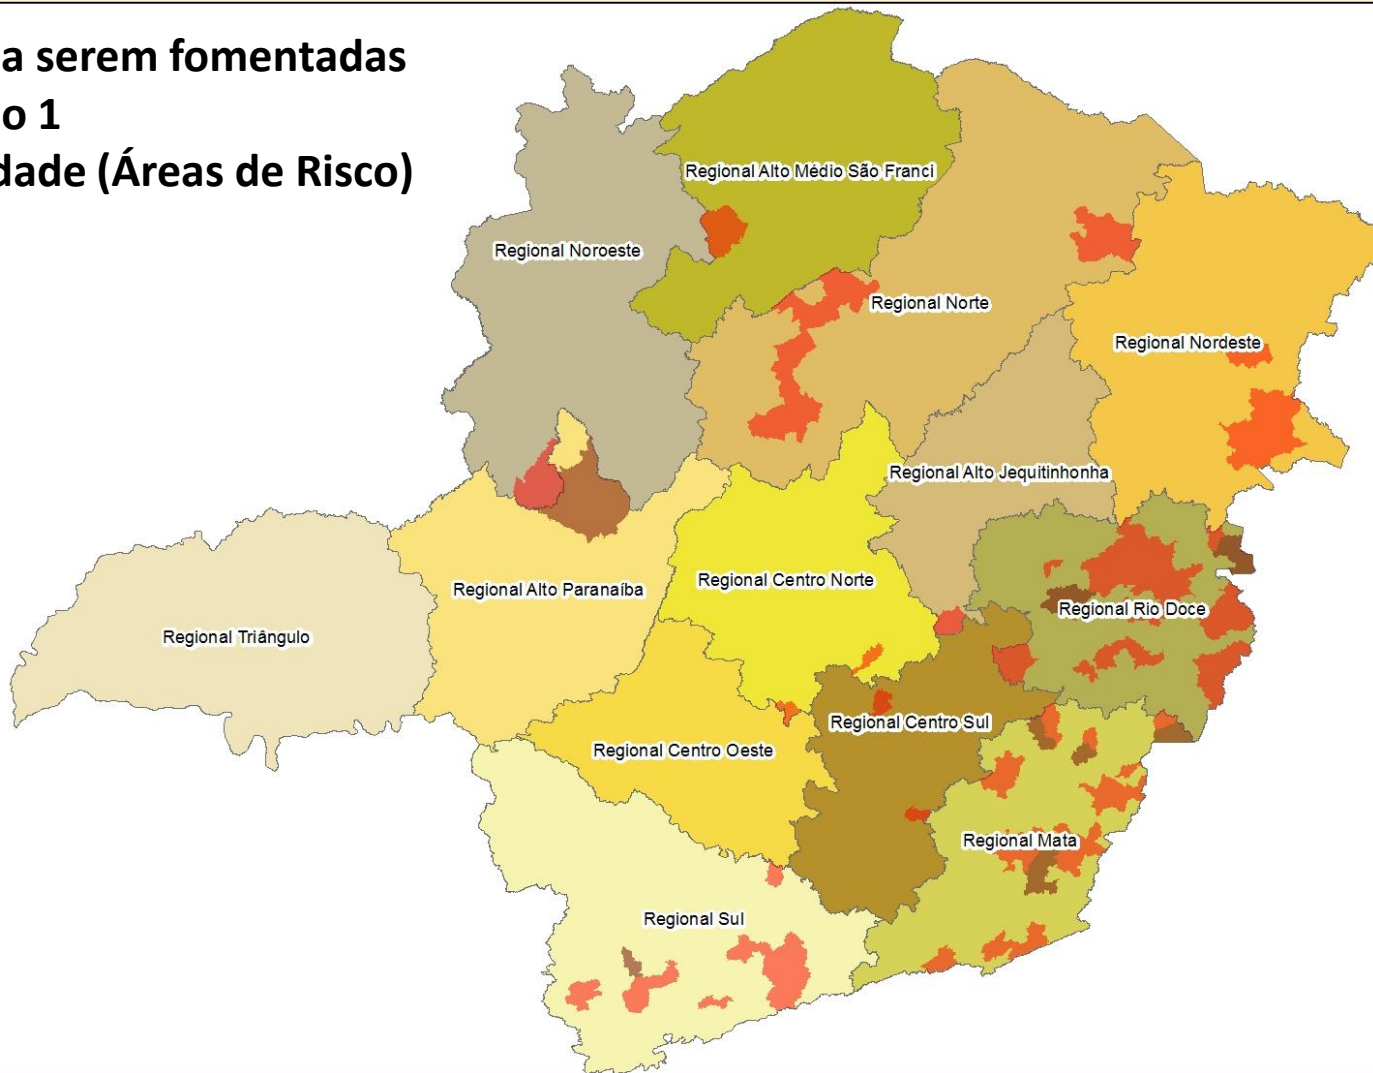 a serem fomentadas
o 1
dade (Áreas de Risco)
Regional Alto Médio São Franci
Regional Noroeste
Regional Norte
Regional Nordeste
Regional Alto Jequitinhonha
Regional Centro Norte
Regional Alto Paranaíba
Regional Rio Doce
Regional Triângulo
Regional Centro Sul
Regional Centro Oeste
Regional Mata
Regional Sul